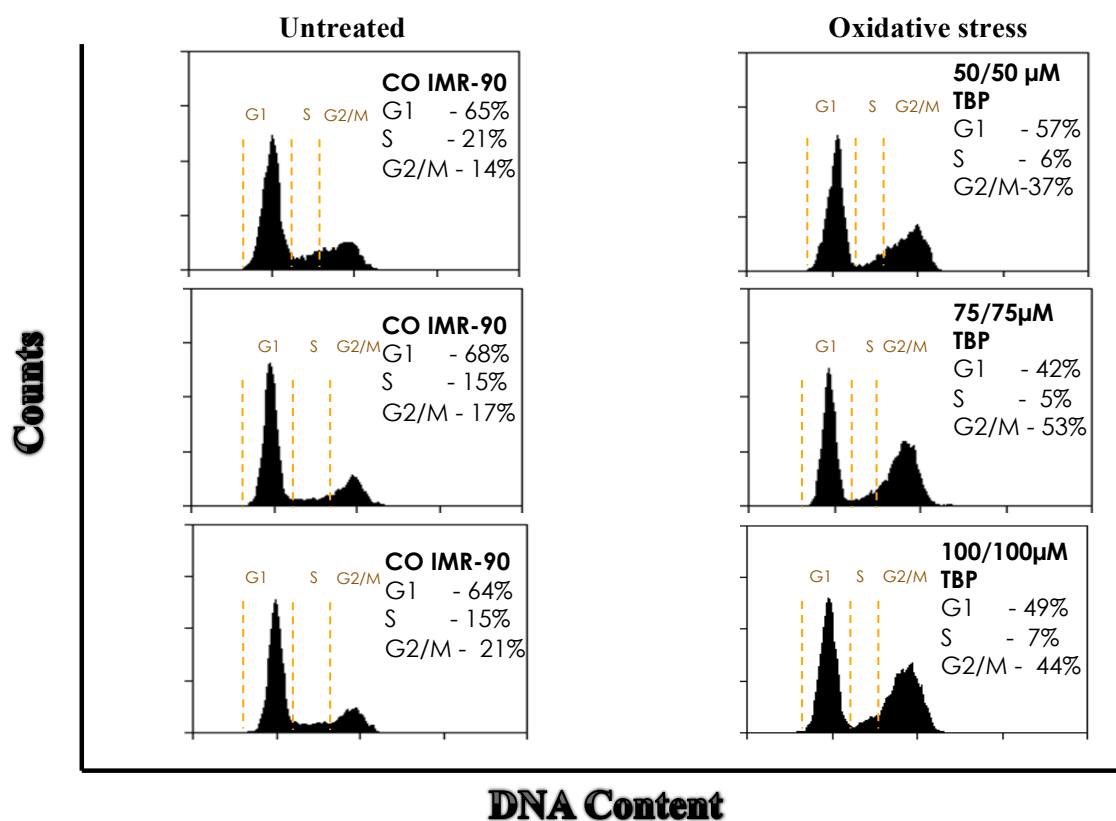 Untreated
Oxidative stress
CO IMR-90
G1 - 65%
S - 21%
G2/M - 14%
G1 S G2/M
50/50 µM
TBP
G1 - 57%
S - 6%
G2/M-37%
G1 S G2/M
CO IMR-90
G1 - 68%
S - 15%
G2/M - 17%
G1 S G2/M
75/75µM
TBP
G1 - 42%
S - 5%
G2/M - 53%
G1 S G2/M
CO IMR-90
G1 - 64%
S - 15%
G2/M - 21%
G1 S G2/M
100/100µM
TBP
G1 - 49%
S - 7%
G2/M - 44%
G1 S G2/M
Counts
DNA Content